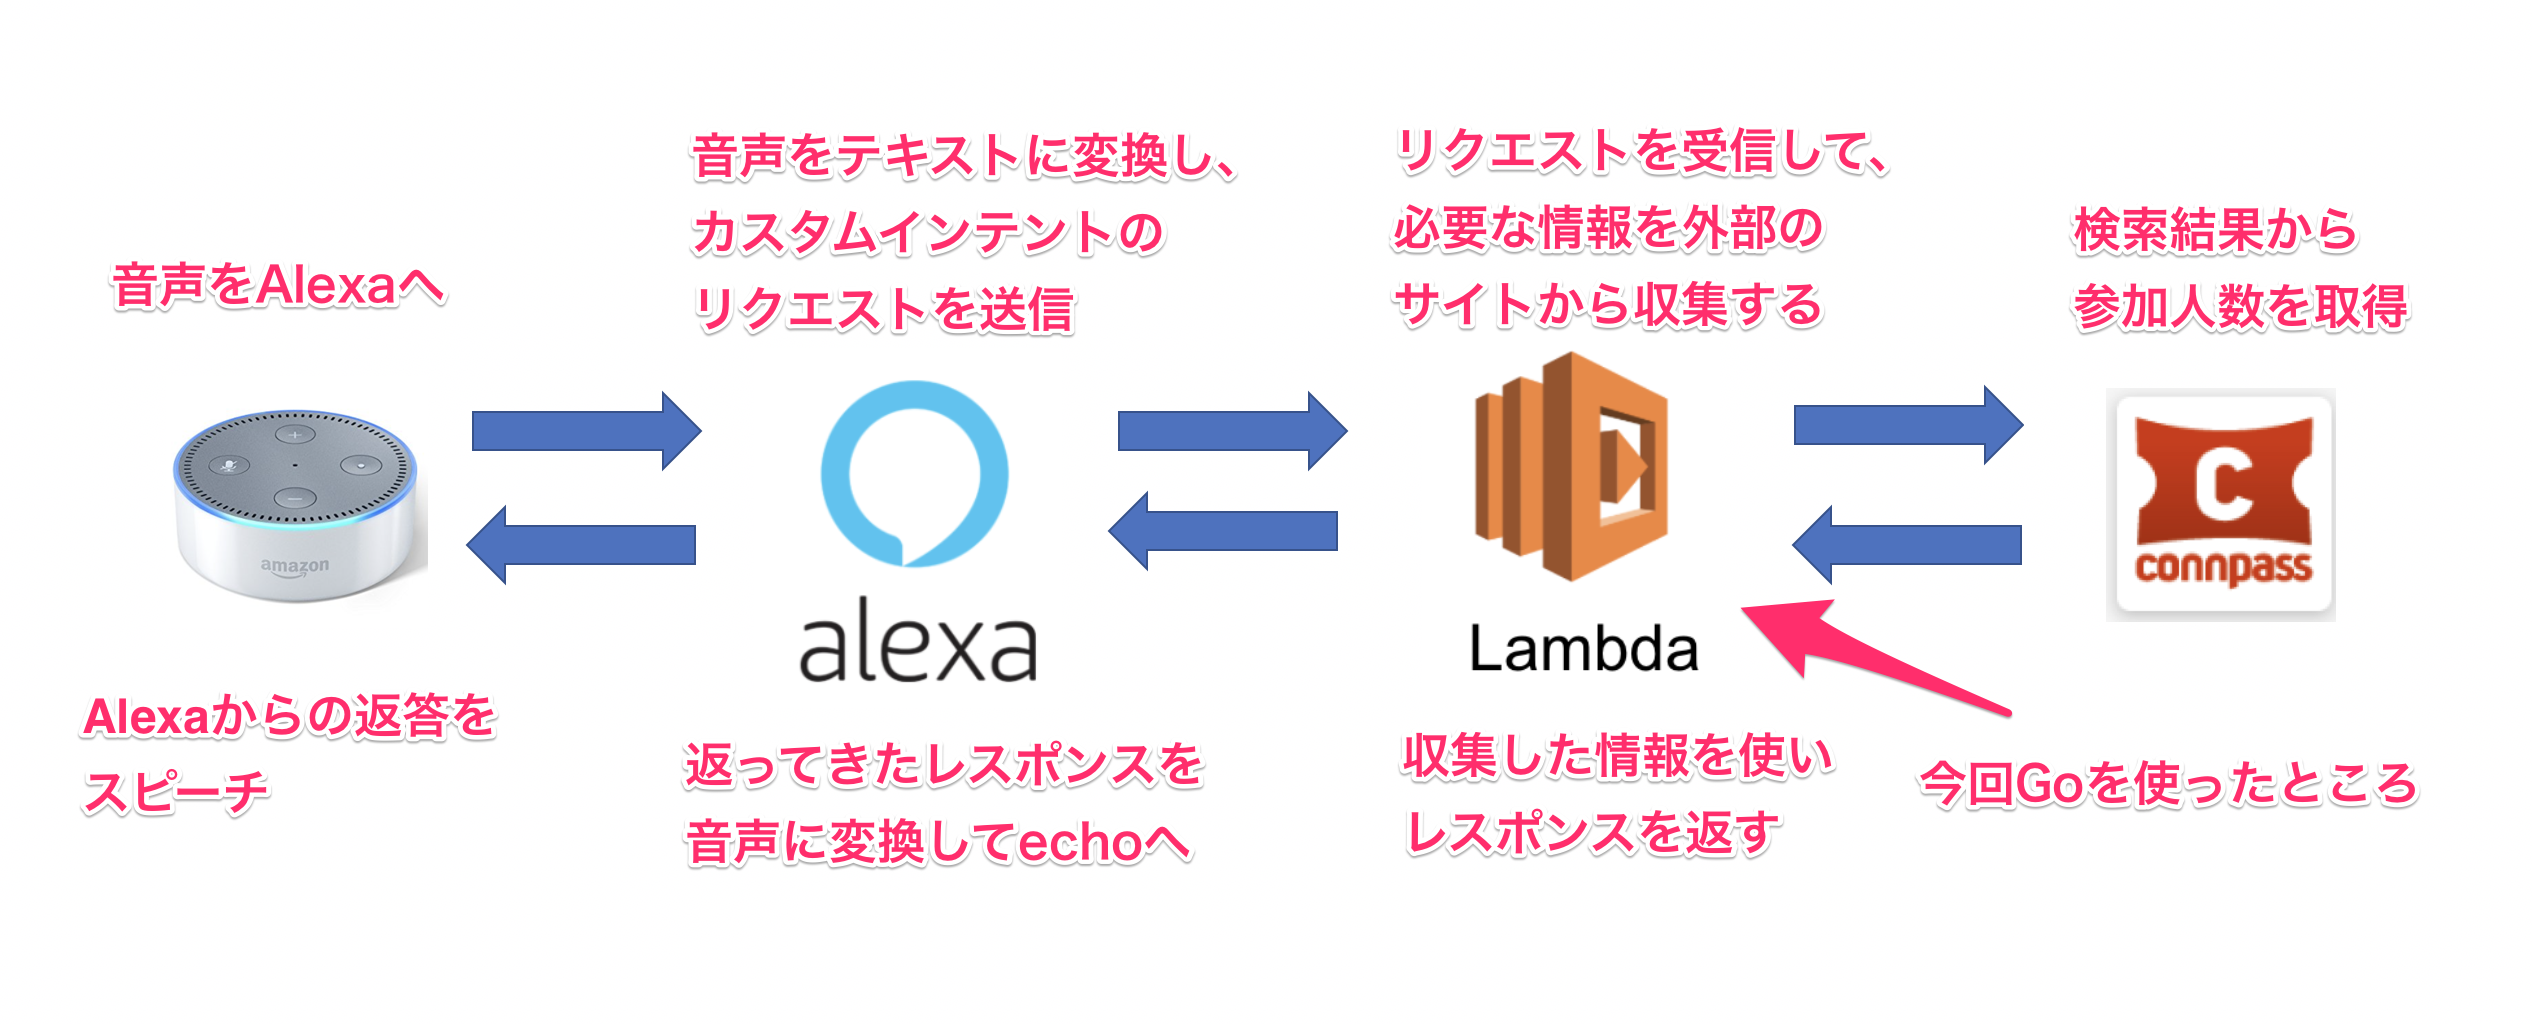 音声をAlexaへ
amazon
Alexaからの返答を
スピーチ
音声をテキストに変換し、
カスタムインテントの
リクエストを送信
alexa
返ってきたレスポンスを
音声に変換してechoへ
リクエストを受信して、
必要な情報を外部の
サイトから収集する
Lambda
収集した情報を使い
レスポンスを返す
検索結果から
参加人数を取得
C
connpass
今回Goを使ったところ